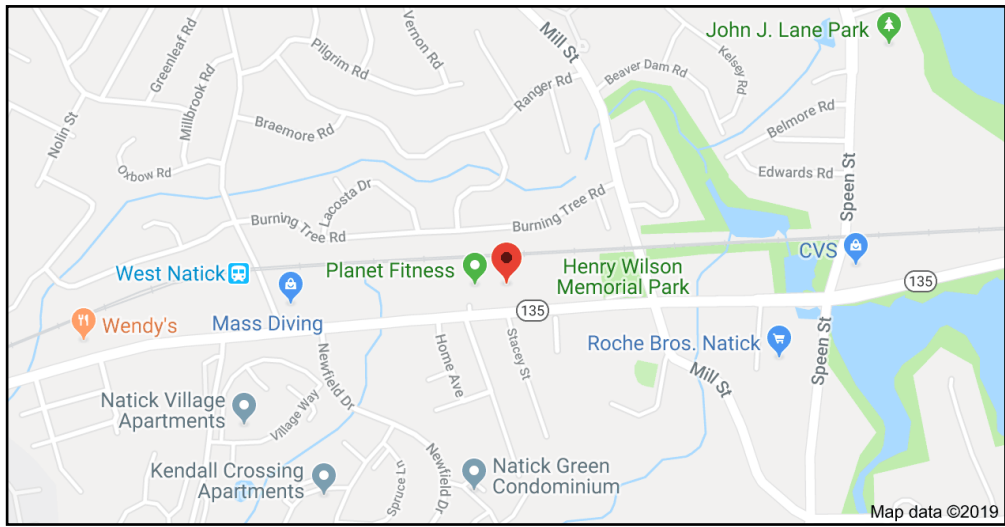 John J. Lane Park
Vernon Rd
Mill St
Kelsey Rd
Greenleaf Rd
Pilgrim Rd
Beaver Dam Rd
Ranger Rd
Millbrook Rd
Nolin St
Braemore Rd
Belmore Rd
Oxbow Rd
Edwards Rd
Lacosta Dr
Speen St
Burning Tree Rd
Burning Tree Rd
CVS
West Natick
Planet Fitness
Henry Wilson
Memorial Park
135
135
Mass Diving
Wendy's
Roche Bros. Natick
Stacey St
Home Ave
Speen St
Newfield Dr
Mill St
Natick Village
Apartments
Village Way
Kendall Crossing
Apartments
Spruce Ln
Newfield Dr
Natick Green
Condominium
Map data ©2019